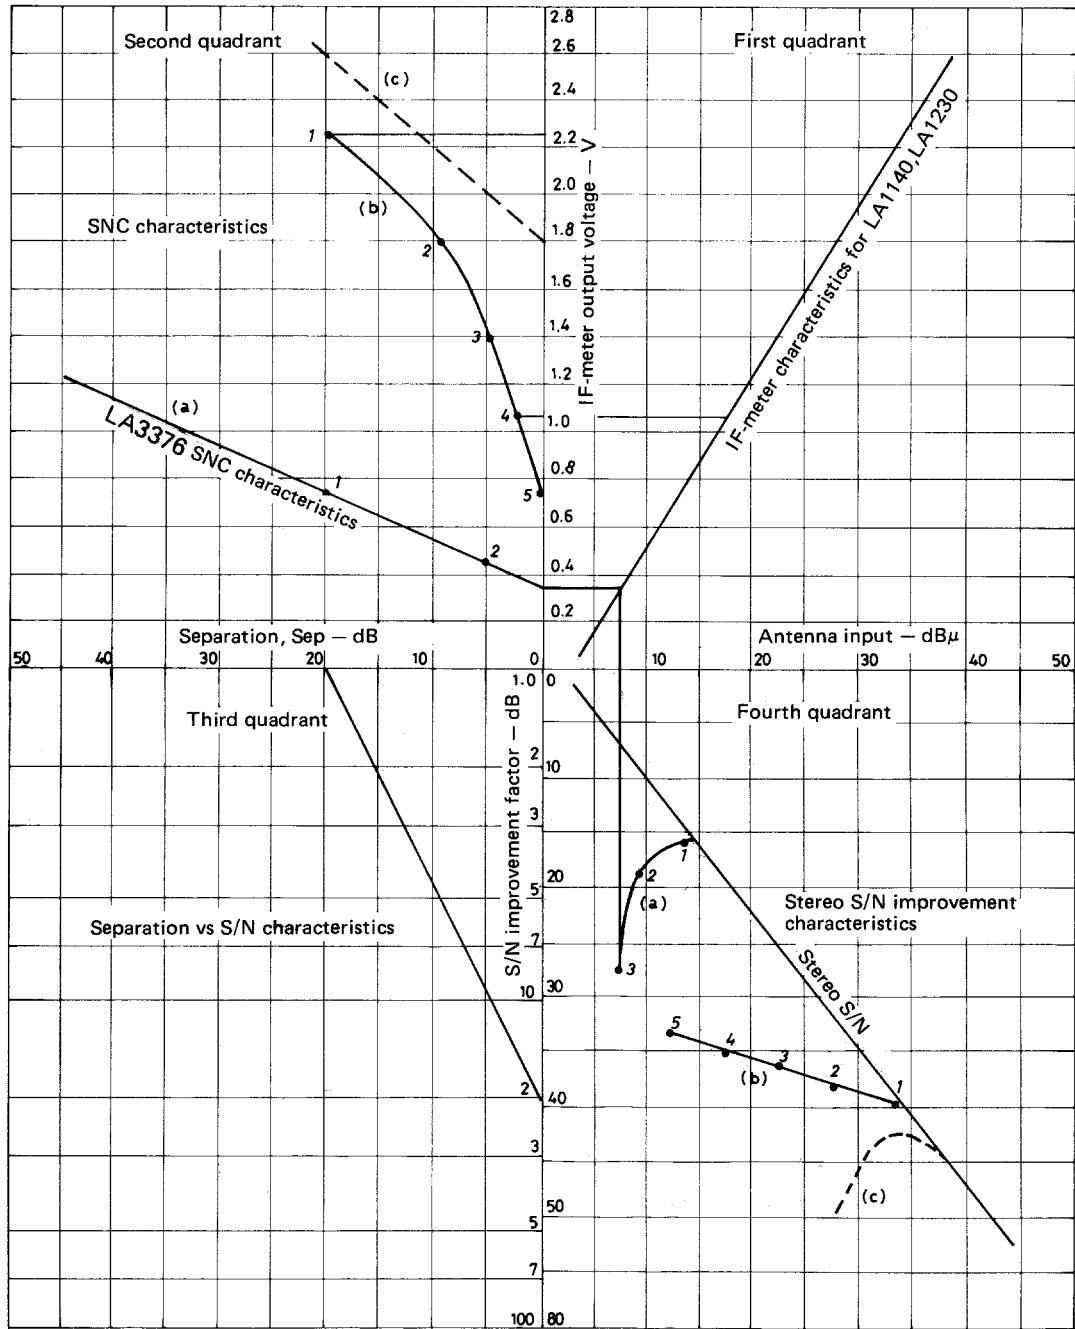 2.8
Second quadrant
First quadrant
2.6
(c)
2.4
1
2.2
IF-meter output voltage — V
2.0
(b)
SNC characteristics
1.8
2
1.6
3
1.4
IF-meter characteristics for LA1140, LA1230
1.2
(a)
4
1.0
LA3376 SNC characteristics
1
0.8
5
0.6
2
0.4
0.2
Separation, Sep — dB
Antenna input — dBμ
50 40 30 20 10 0 10 20 30 40 50
1.0 0
Third quadrant
Fourth quadrant
S/N improvement factor — dB
2 10
3
1
2
5 20
(a)
Stereo S/N improvement
characteristics
Separation vs S/N characteristics
7
3
Stereo S/N
10 30
5
4
3
2
1
(b)
2 40
3
(c)
50
5
7
100 80